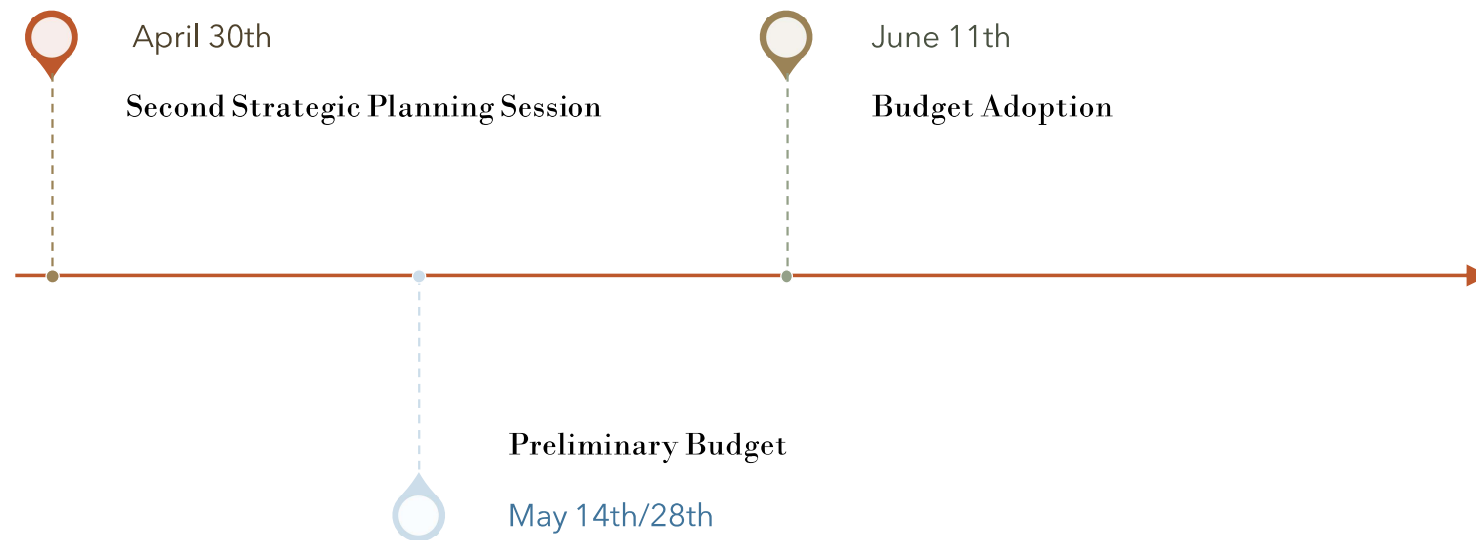 April 30th
Second Strategic Planning Session
June 11th
Budget Adoption
Preliminary Budget
May 14th/28th